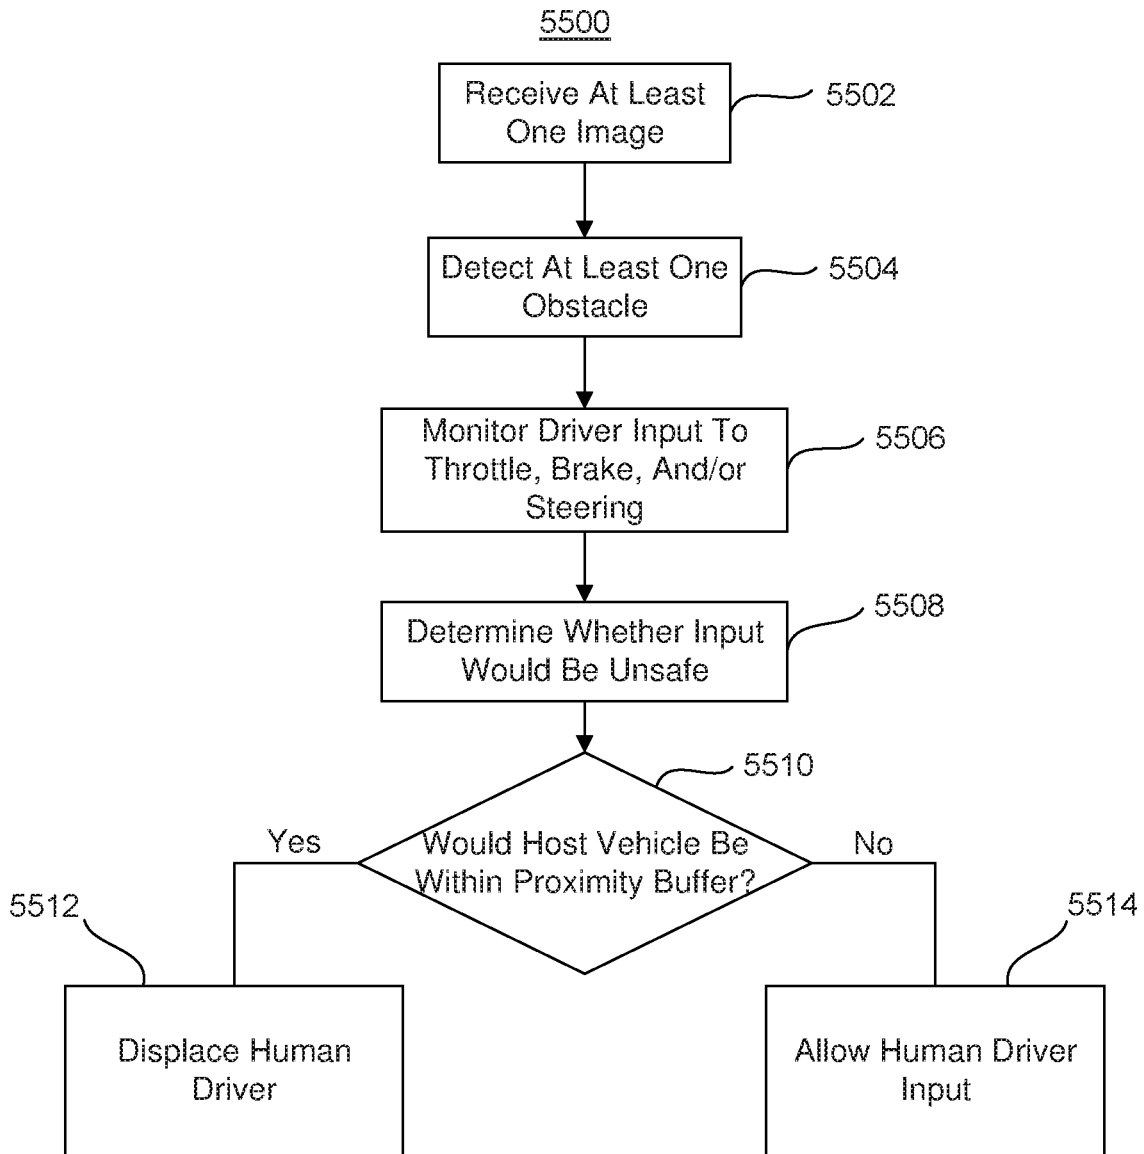 5500
Receive At Least
One Image
5502
Detect At Least One
Obstacle
5504
Monitor Driver Input To
Throttle, Brake, And/or
Steering
5506
Determine Whether Input
Would Be Unsafe
5508
5510
Would Host Vehicle Be
Within Proximity Buffer?
Yes
No
5512
5514
Displace Human
Driver
Allow Human Driver
Input